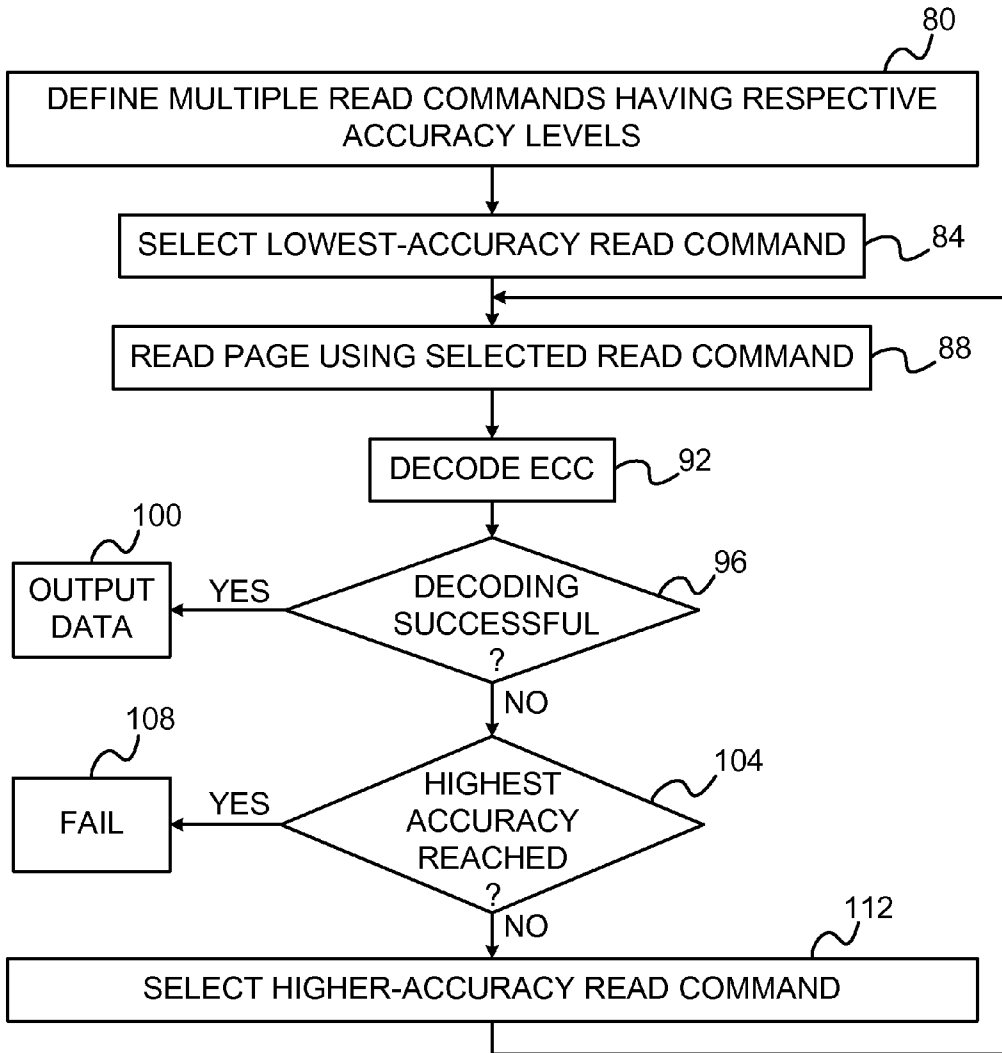 80
DEFINE MULTIPLE READ COMMANDS HAVING RESPECTIVE
ACCURACY LEVELS
SELECT LOWEST-ACCURACY READ COMMAND
84
READ PAGE USING SELECTED READ COMMAND
88
DECODE ECC
92
100
OUTPUT
DATA
YES
DECODING
SUCCESSFUL
?
96
NO
108
FAIL
YES
HIGHEST
ACCURACY
REACHED
?
104
NO
112
SELECT HIGHER-ACCURACY READ COMMAND